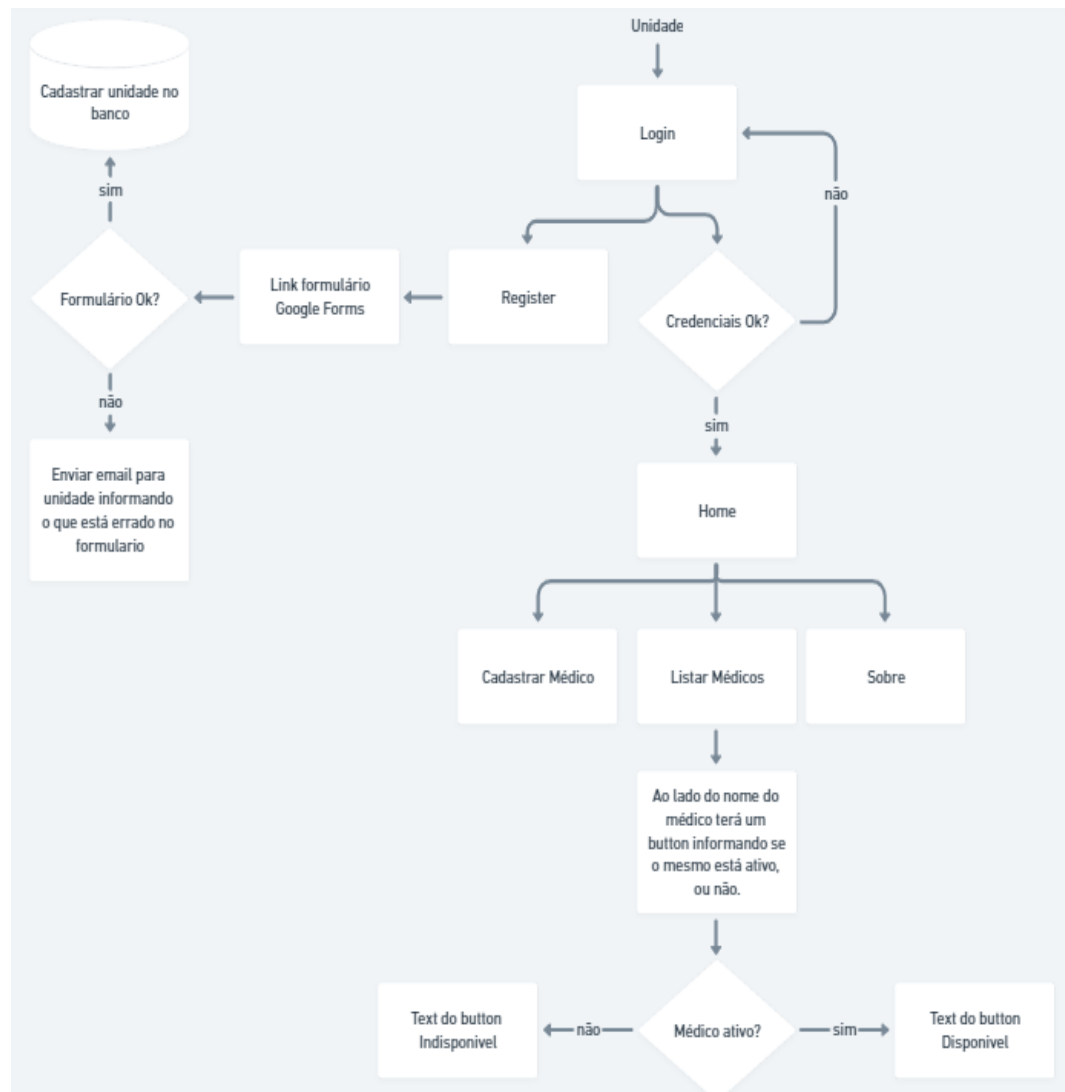 Unidade
Cadastrar unidade no
banco
Login
sim
não
Formulário Ok?
Link formulário
Google Forms
Register
Credenciais Ok?
não
sim
Enviar email para
unidade informando
o que está errado no
formulario
Home
Cadastrar Médico
Listar Médicos
Sobre
Ao lado do nome do
médico terá um
button informando se
o mesmo está ativo,
ou não.
Text do button
Indisponivel
não
Médico ativo?
sim
Text do button
Disponivel